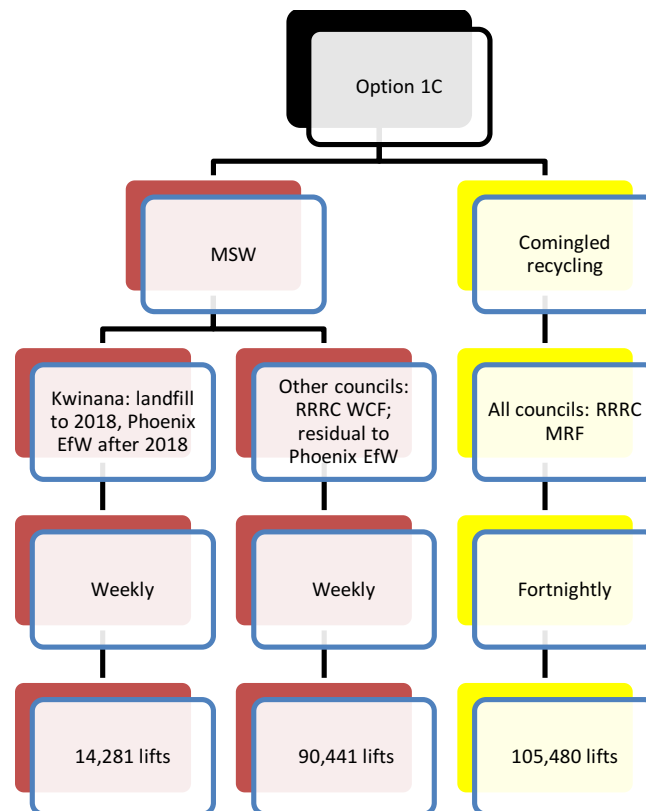 Option 1C
MSW
Comingled
recycling
Kwinana: landfill
to 2018, Phoenix
EfW after 2018
Other councils:
RRRC WCF;
residual to
Phoenix EfW
All councils: RRRC
MRF
Weekly
Weekly
Fortnightly
14,281 lifts
90,441 lifts
105,480 lifts